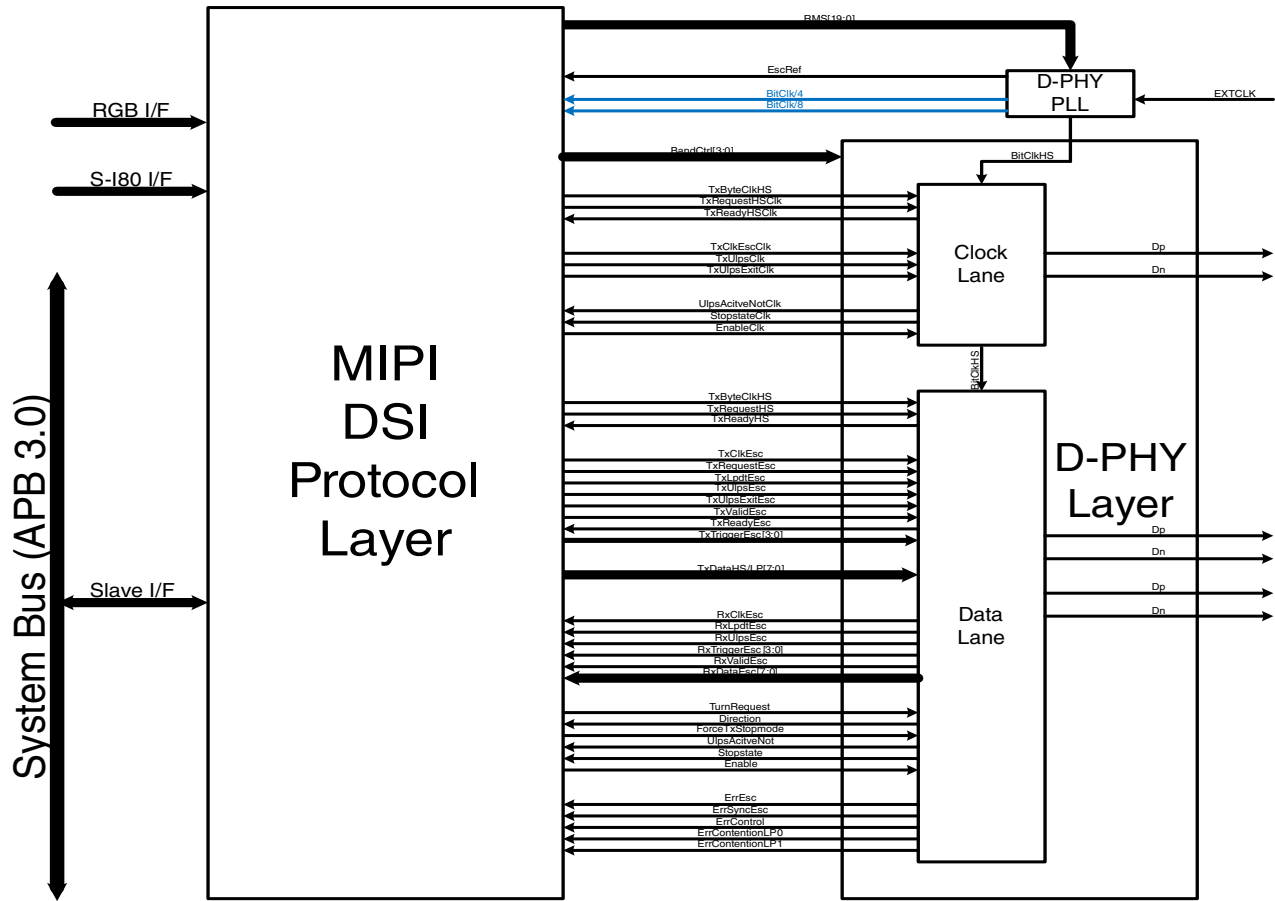 RMS[19:0]
EscRef
BitClk/4
BitClk/8
D-PHY
PLL
EXTCLK
RGB I/F
S-I80 I/F
BandCtrl[3:0]
BitClkHS
TxByteClkHS
TxRequestHSClk
TxReadyHSClk
TxClkEscClk
TxUlpsClk
TxUlpsExitClk
UlpsAcitveNotClk
StopstateClk
EnableClk
Clock
Lane
Dp
Dn
BitClkHS
MIPI
DSI
Protocol
Layer
System Bus (APB 3.0)
Slave I/F
TxByteClkHS
TxRequestHS
TxReadyHS
TxClkEsc
TxRequestEsc
TxLpdtEsc
TxUlpsEsc
TxUlpsExitEsc
TxValidEsc
TxReadyEsc
TxTriggerEsc[3:0]
TxDataHS/LP[7:0]
RxClkEsc
RxLpdtEsc
RxUlpsEsc
RxTriggerEsc[3:0]
RxValidEsc
RxDataEsc[7:0]
TurnRequest
Direction
ForceTxStopmode
UlpsAcitveNot
Stopstate
Enable
ErrEsc
ErrSyncEsc
ErrControl
ErrContentionLP0
ErrContentionLP1
Data
Lane
D-PHY
Layer
Dp
Dn
Dp
Dn